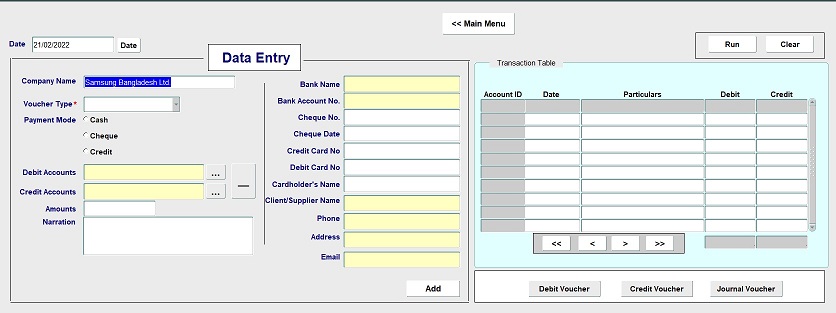 << Main Menu
Date 21/02/2022 Date
Run Clear
Data Entry
Company Name Samsung Bangladesh Ltd.
Voucher Type*
Payment Mode Cash
Cheque
Credit
Debit Accounts ...
Credit Accounts ...
—
Amounts
Narration
Bank Name
Bank Account No.
Cheque No.
Cheque Date
Credit Card No
Debit Card No
Cardholder's Name
Client/Supplier Name
Phone
Address
Email
Add
Transaction Table
Account ID Date Particulars Debit Credit
<< < > >>
Debit Voucher Credit Voucher Journal Voucher